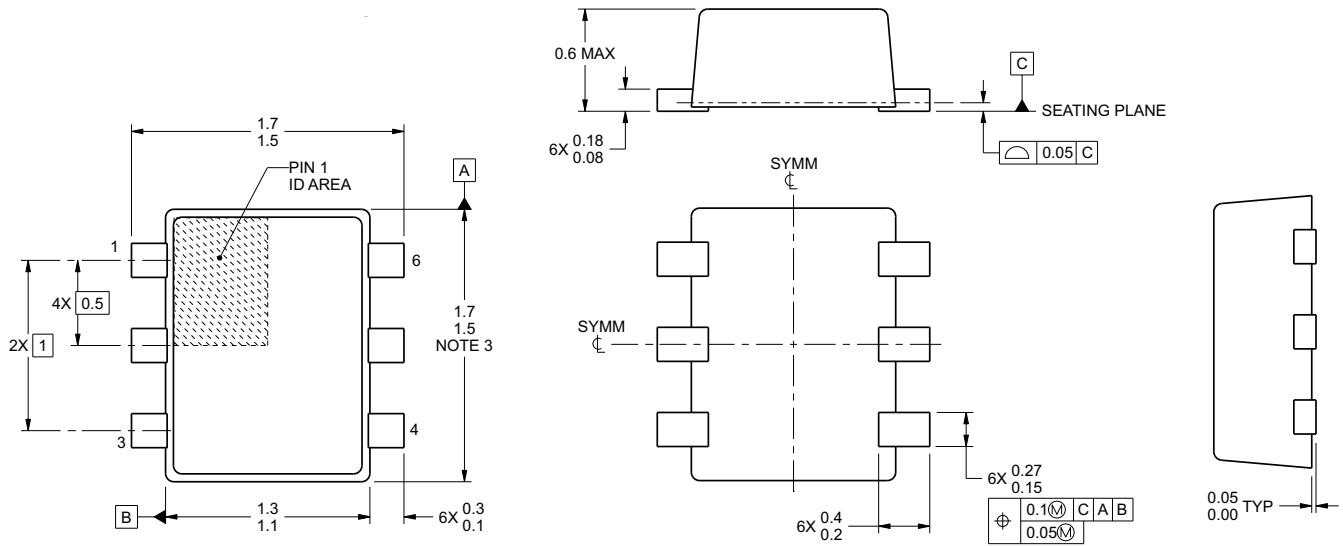 0.6 MAX
C
SEATING PLANE
6X 0.18
0.08
0.05 C
1.7
1.5
PIN 1
ID AREA
A
SYMM
1
6
4X 0.5
2X 1
1.7
1.5
NOTE 3
SYMM
3
4
B
1.3
1.1
6X 0.3
0.1
6X 0.4
0.2
6X 0.27
0.15
0.1Ⓜ C A B
0.05Ⓜ
0.05
0.00 TYP